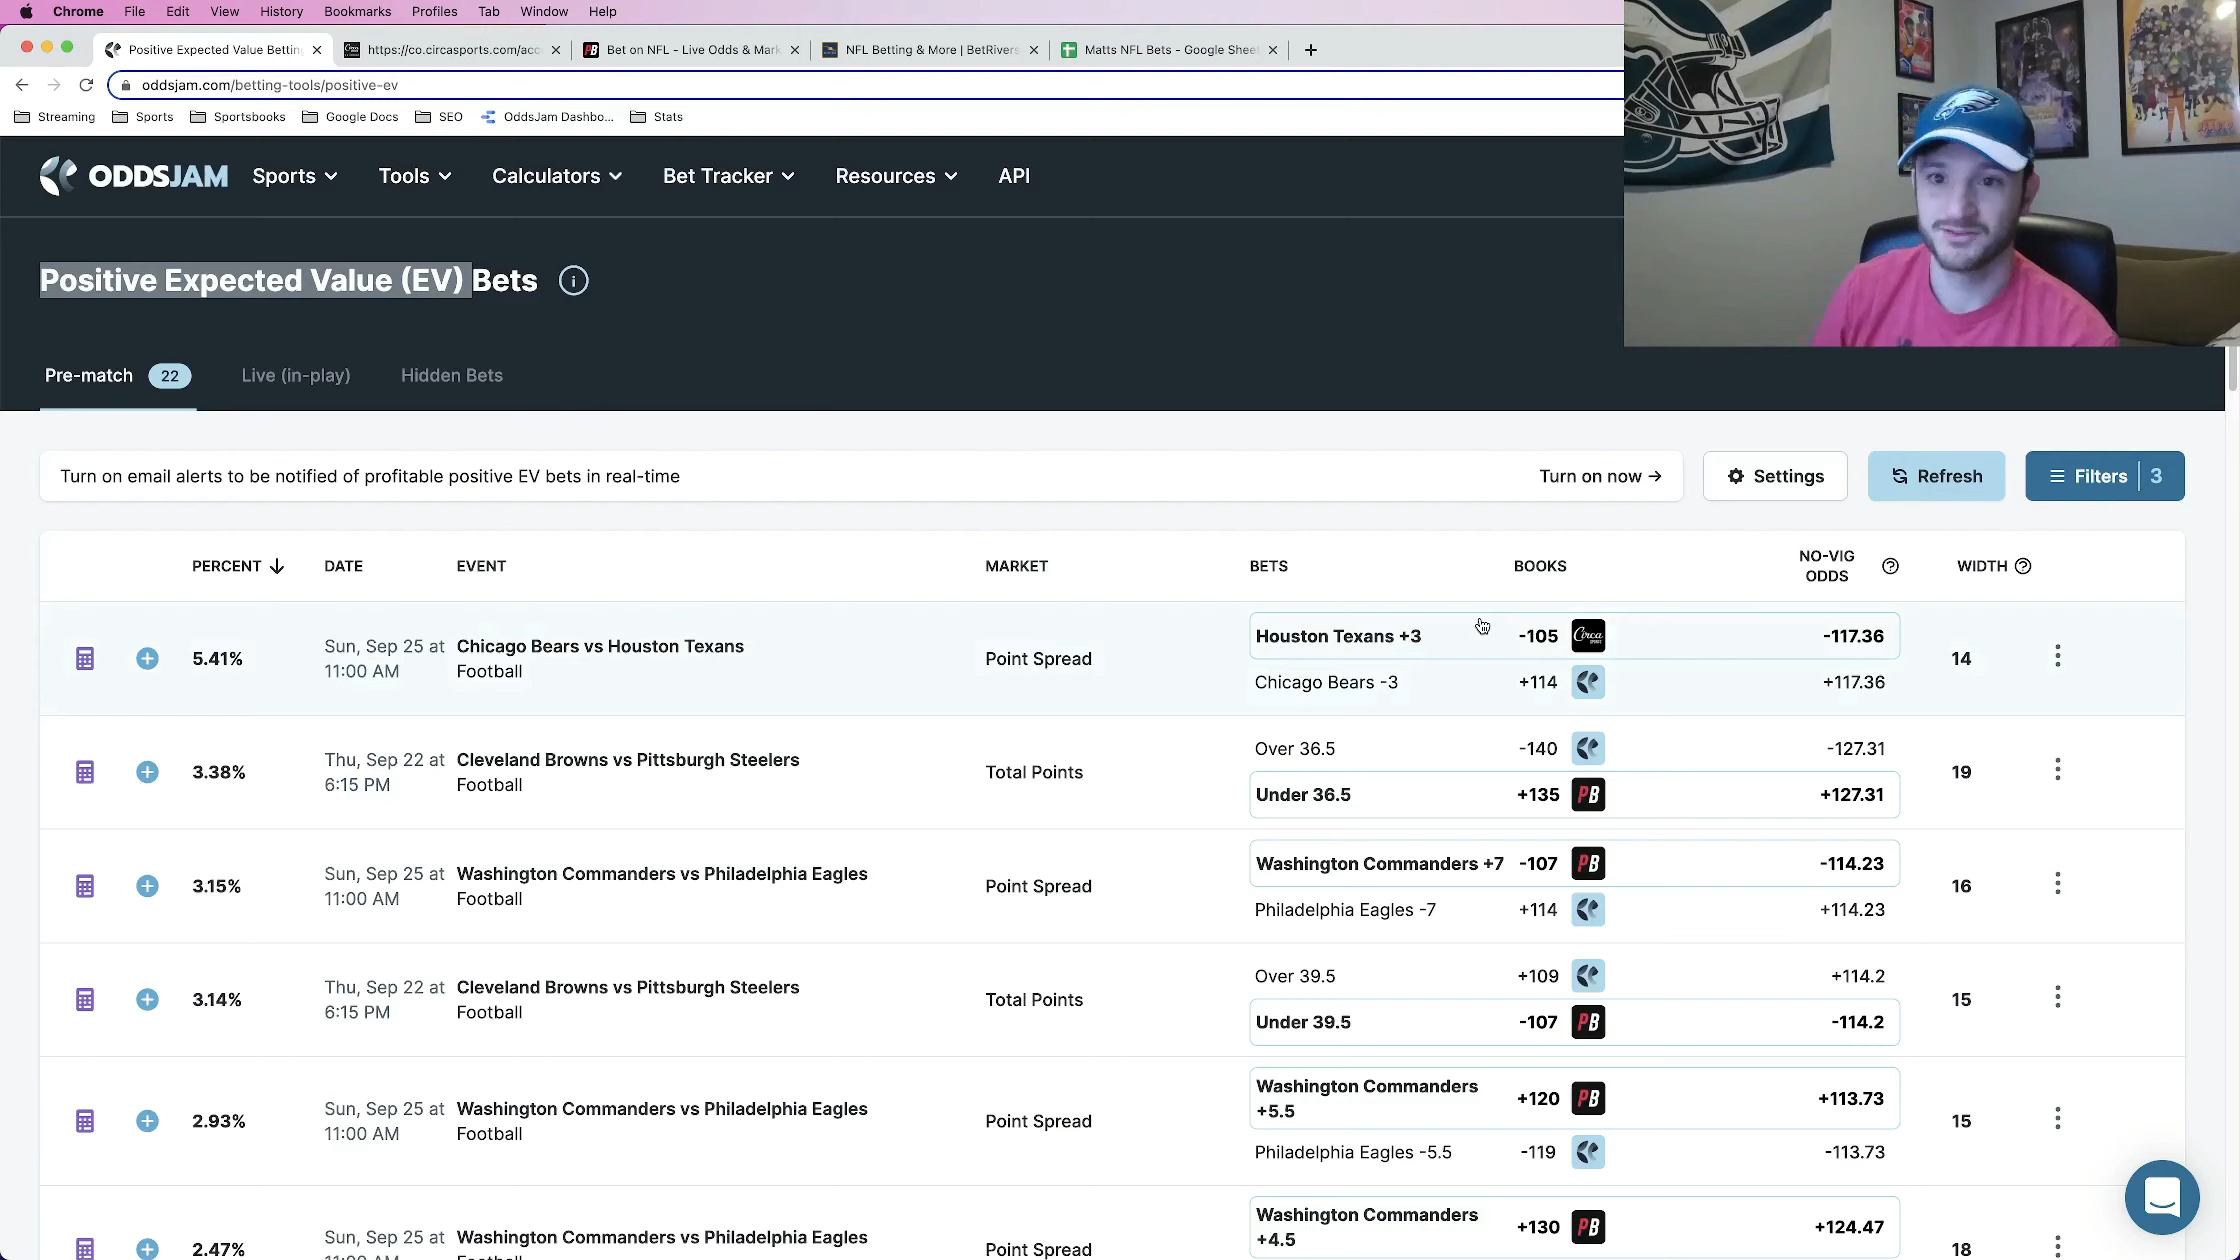 Chrome File Edit View History Bookmarks Profiles Tab Window Help
Positive Expected Value Betting https://co.circasports.com/acc Bet on NFL - Live Odds & Mark NFL Betting & More | BetRivers Matts NFL Bets - Google Sheet
oddsjam.com/betting-tools/positive-ev
Streaming Sports Sportsbooks Google Docs SEO OddsJam Dashbo... Stats
ODDSJAM Sports Tools Calculators Bet Tracker Resources API
Positive Expected Value (EV) Bets
Pre-match 22 Live (in-play) Hidden Bets
Turn on email alerts to be notified of profitable positive EV bets in real-time Turn on now → Settings Refresh Filters 3
PERCENT DATE EVENT MARKET BETS BOOKS NO-VIG ODDS WIDTH
5.41% Sun, Sep 25 at 11:00 AM Chicago Bears vs Houston Texans Football Point Spread
Houston Texans +3 -105 Circa -117.36 14
Chicago Bears -3 +114 +117.36
3.38% Thu, Sep 22 at 6:15 PM Cleveland Browns vs Pittsburgh Steelers Football Total Points
Over 36.5 -140 -127.31 19
Under 36.5 +135 PB +127.31
3.15% Sun, Sep 25 at 11:00 AM Washington Commanders vs Philadelphia Eagles Football Point Spread
Washington Commanders +7 -107 PB -114.23 16
Philadelphia Eagles -7 +114 +114.23
3.14% Thu, Sep 22 at 6:15 PM Cleveland Browns vs Pittsburgh Steelers Football Total Points
Over 39.5 +109 +114.2 15
Under 39.5 -107 PB -114.2
2.93% Sun, Sep 25 at 11:00 AM Washington Commanders vs Philadelphia Eagles Football Point Spread
Washington Commanders +5.5 +120 PB +113.73 15
Philadelphia Eagles -5.5 -119 -113.73
2.47% Sun, Sep 25 at Washington Commanders vs Philadelphia Eagles Point Spread
Washington Commanders +4.5 +130 PB +124.47 18